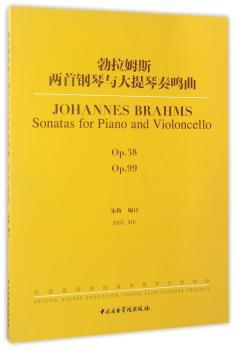 勃拉姆斯
两首钢琴与大提琴奏鸣曲
JOHANNES BRAHMS
Sonatas for Piano and Violoncello
Op.38
Op.99
朱牧 编订
ZHU MU
BEIJING HIGHER EDUCATION YOUNG ELITE TEACHER PROJECT
中央音乐学院出版社